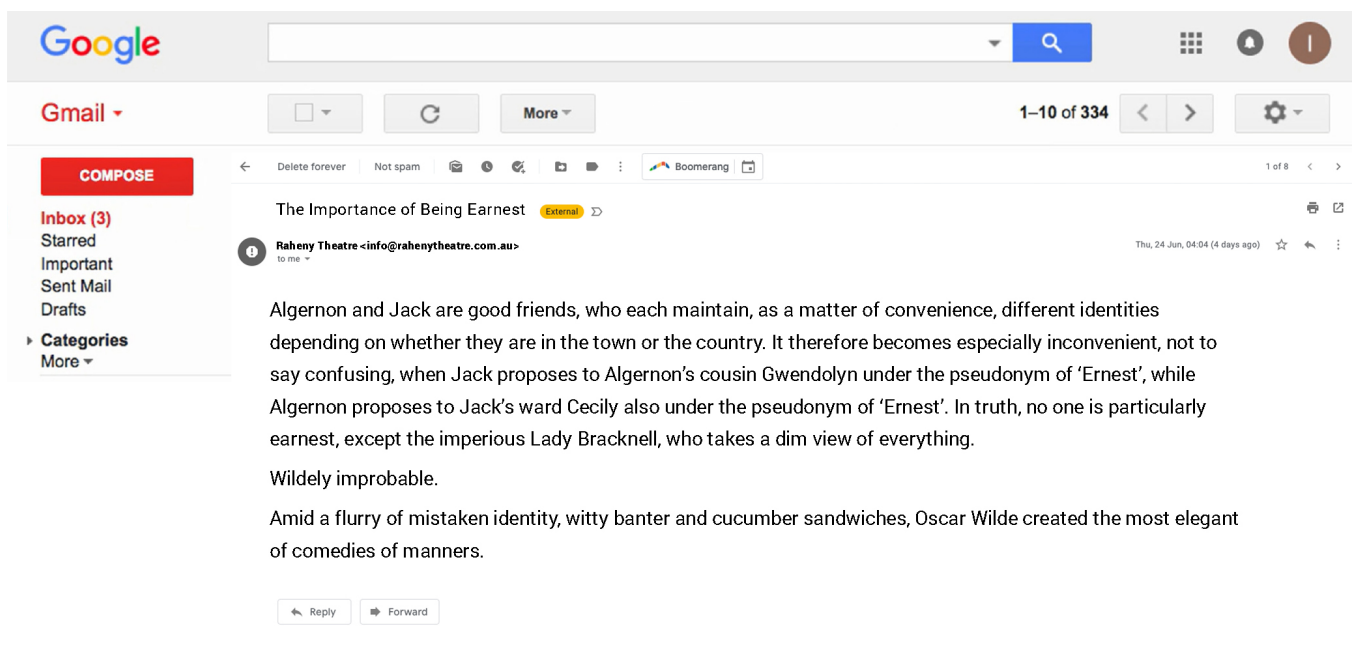 Google
I
Gmail
More
1–10 of 334
COMPOSE
Delete forever
Not spam
Boomerang
1 of 8
Inbox (3)
Starred
Important
Sent Mail
Drafts
Categories
More
The Importance of Being Earnest
External
Raheny Theatre <info@rahenytheatre.com.au>
Thu, 24 Jun, 04:04 (4 days ago)
to me
Algernon and Jack are good friends, who each maintain, as a matter of convenience, different identities
depending on whether they are in the town or the country. It therefore becomes especially inconvenient, not to
say confusing, when Jack proposes to Algernon’s cousin Gwendolyn under the pseudonym of ‘Ernest’, while
Algernon proposes to Jack’s ward Cecily also under the pseudonym of ‘Ernest’. In truth, no one is particularly
earnest, except the imperious Lady Bracknell, who takes a dim view of everything.
Wildely improbable.
Amid a flurry of mistaken identity, witty banter and cucumber sandwiches, Oscar Wilde created the most elegant
of comedies of manners.
Reply
Forward